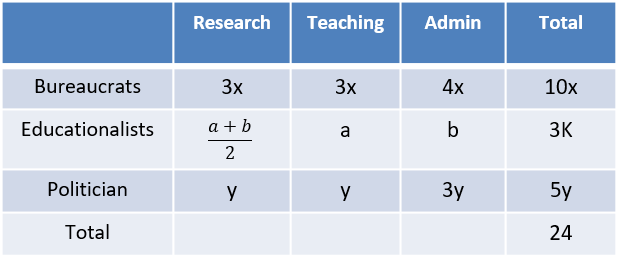 Research Teaching Admin Total
Bureaucrats 3x 3x 4x 10x
Educationalists (a + b)/2 a b 3K
Politician y y 3y 5y
Total 24